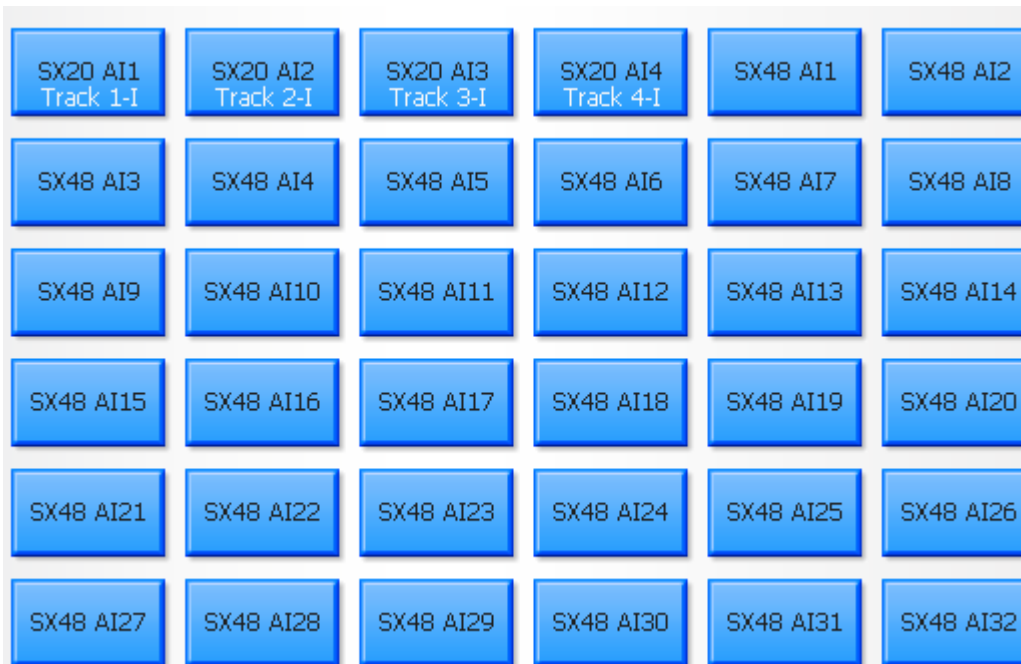 SX20 AI1
Track 1-I
SX20 AI2
Track 2-I
SX20 AI3
Track 3-I
SX20 AI4
Track 4-I
SX48 AI1
SX48 AI2
SX48 AI3
SX48 AI4
SX48 AI5
SX48 AI6
SX48 AI7
SX48 AI8
SX48 AI9
SX48 AI10
SX48 AI11
SX48 AI12
SX48 AI13
SX48 AI14
SX48 AI15
SX48 AI16
SX48 AI17
SX48 AI18
SX48 AI19
SX48 AI20
SX48 AI21
SX48 AI22
SX48 AI23
SX48 AI24
SX48 AI25
SX48 AI26
SX48 AI27
SX48 AI28
SX48 AI29
SX48 AI30
SX48 AI31
SX48 AI32